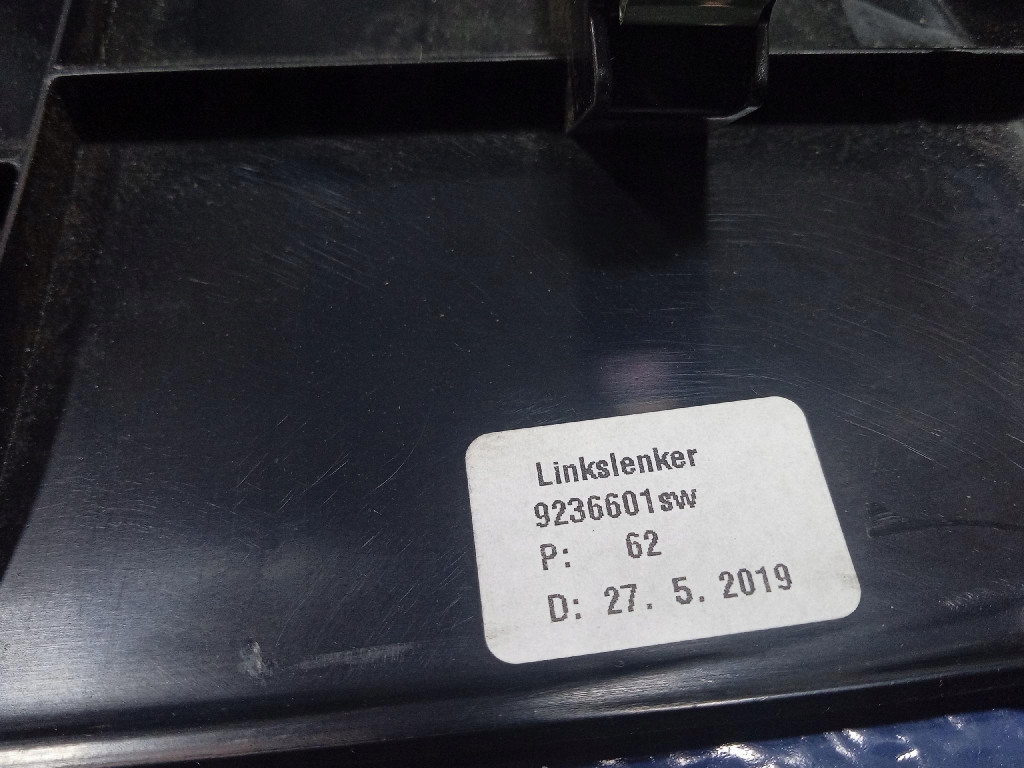 Linkslenker
9236601sw
P: 62
D: 27. 5. 2019